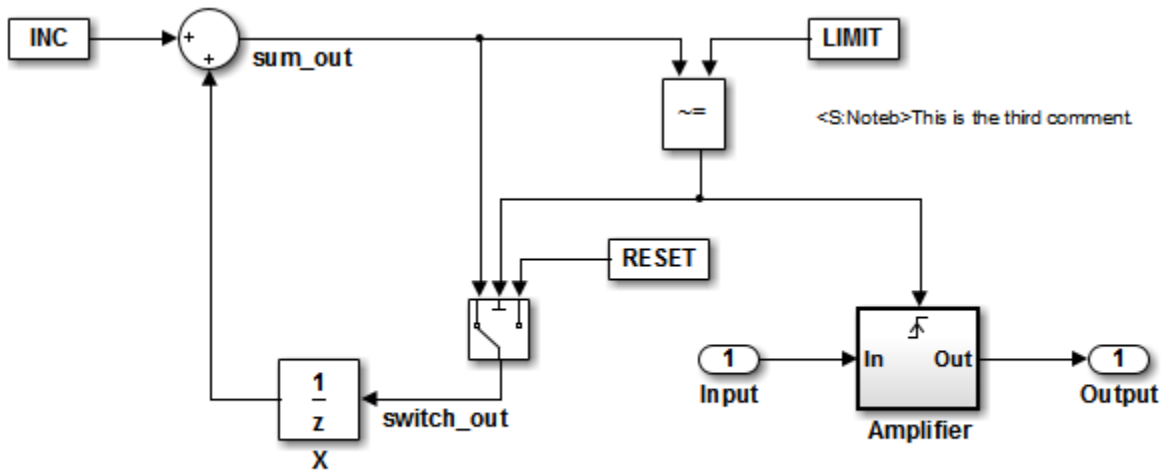 INC
+
+
sum_out
LIMIT
~=
<S:Noteb>This is the third comment.
RESET
1
z
X
switch_out
1
Input
In
Out
Amplifier
1
Output